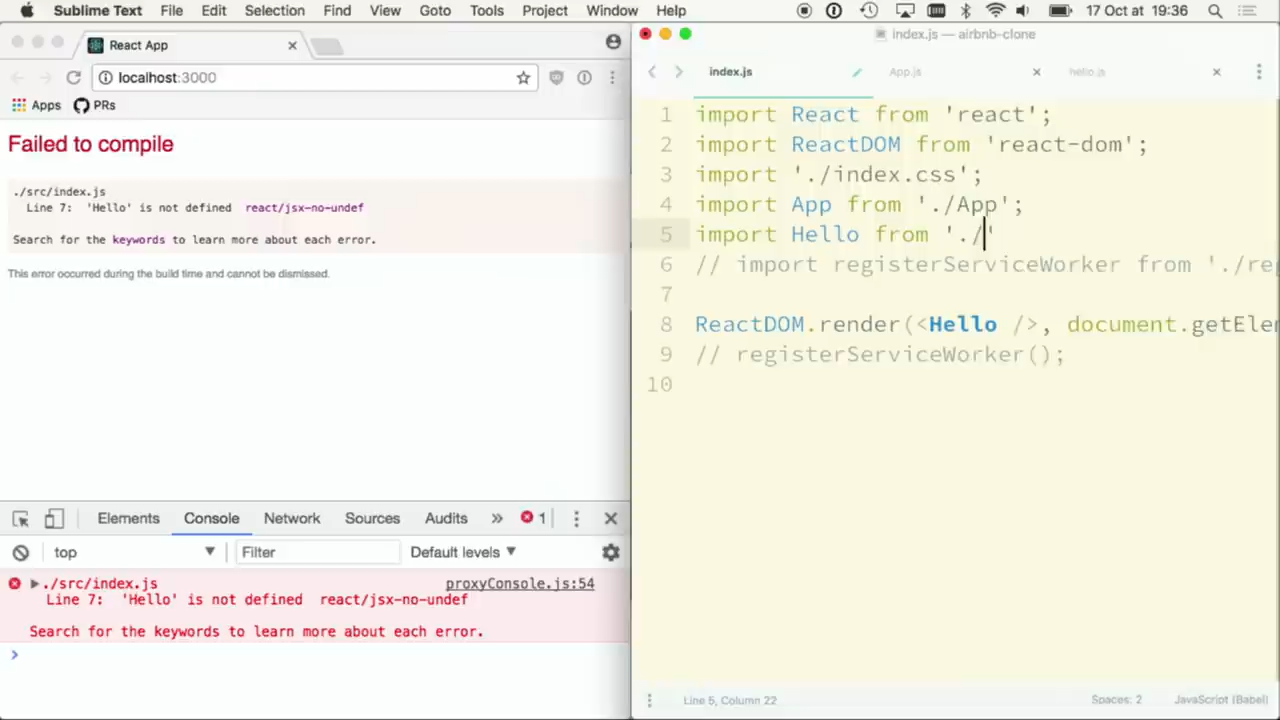 Sublime Text File Edit Selection Find View Goto Tools Project Window Help 17 Oct at 19:36
React App
localhost:3000
Apps PRs
Failed to compile
./src/index.js
Line 7: 'Hello' is not defined react/jsx-no-undef
Search for the keywords to learn more about each error.
This error occurred during the build time and cannot be dismissed.
Elements Console Network Sources Audits » 1
top Filter Default levels
./src/index.js proxyConsole.js:54
Line 7: 'Hello' is not defined react/jsx-no-undef
Search for the keywords to learn more about each error.
index.js — airbnb-clone
index.js App.js hello.js
1 import React from 'react';
2 import ReactDOM from 'react-dom';
3 import './index.css';
4 import App from './App';
5 import Hello from './'
6 // import registerServiceWorker from './re
7
8 ReactDOM.render(<Hello />, document.getEle
9 // registerServiceWorker();
10
Line 5, Column 22 Spaces: 2 JavaScript (Babel)